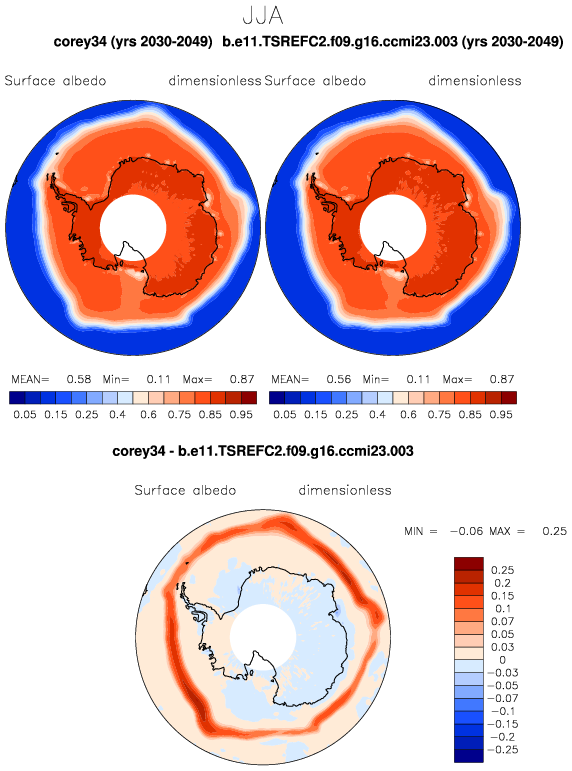 JJA
corey34 (yrs 2030-2049) b.e11.TSREFC2.f09.g16.ccmi23.003 (yrs 2030-2049)
Surface albedo dimensionless Surface albedo dimensionless
MEAN= 0.58 Min= 0.11 Max= 0.87 MEAN= 0.56 Min= 0.11 Max= 0.87
0.05 0.15 0.25 0.4 0.6 0.75 0.85 0.95 0.05 0.15 0.25 0.4 0.6 0.75 0.85 0.95
corey34 - b.e11.TSREFC2.f09.g16.ccmi23.003
Surface albedo dimensionless
MIN = -0.06 MAX = 0.25
0.25
0.2
0.15
0.1
0.07
0.05
0.03
0
-0.03
-0.05
-0.07
-0.1
-0.15
-0.2
-0.25